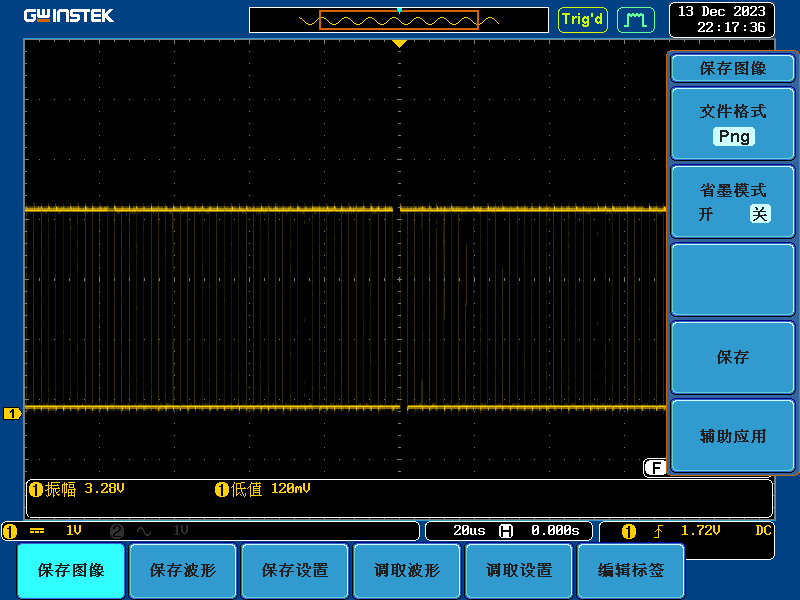 GWINSTEK
Trig'd
13 Dec 2023
22:17:36
保存图像
文件格式
Png
省墨模式
开 关
保存
辅助应用
1
F
1振幅 3.28V 1低值 120mV
1 1V 2 1V 20us H 0.000s 1 1.72V DC
保存图像 保存波形 保存设置 调取波形 调取设置 编辑标签